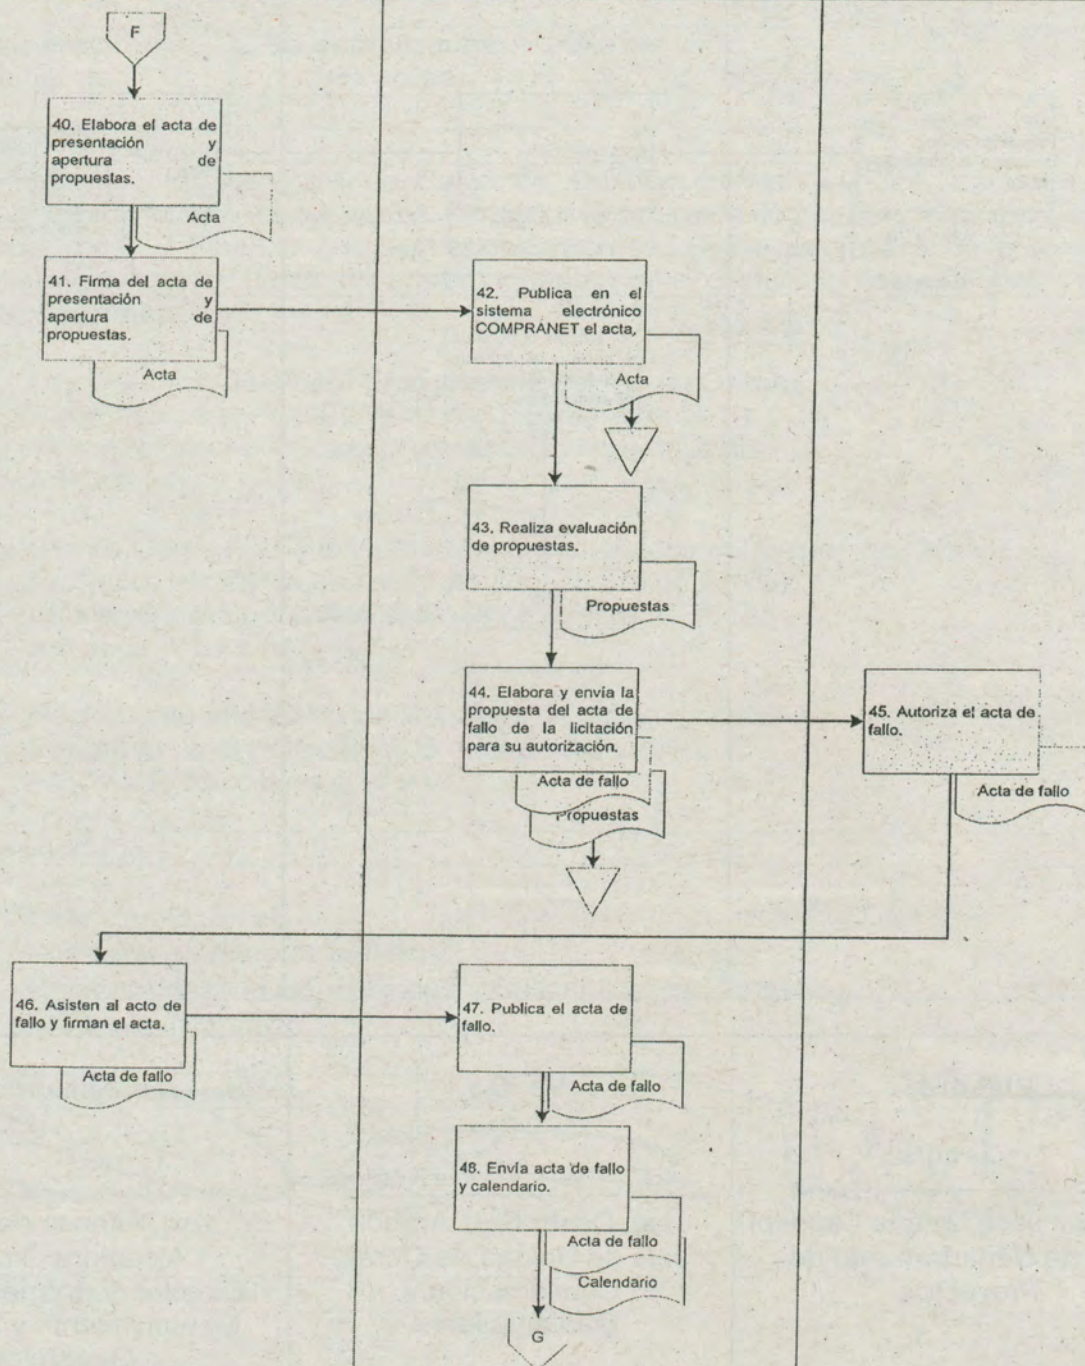 F
40. Elabora el acta de
presentación y
apertura de
propuestas.
Acta
41. Firma del acta de
presentación y
apertura de
propuestas.
Acta
42. Publica en el
sistema electrónico
COMPRANET el acta,
Acta
43. Realiza evaluación
de propuestas.
Propuestas
44. Elabora y envía la
propuesta del acta de
fallo de la licitación
para su autorización.
Acta de fallo
Propuestas
45. Autoriza el acta de
fallo.
Acta de fallo
46. Asisten al acto de
fallo y firman el acta.
Acta de fallo
47. Publica el acta de
fallo.
Acta de fallo
48. Envía acta de fallo
y calendario.
Acta de fallo
Calendario
G